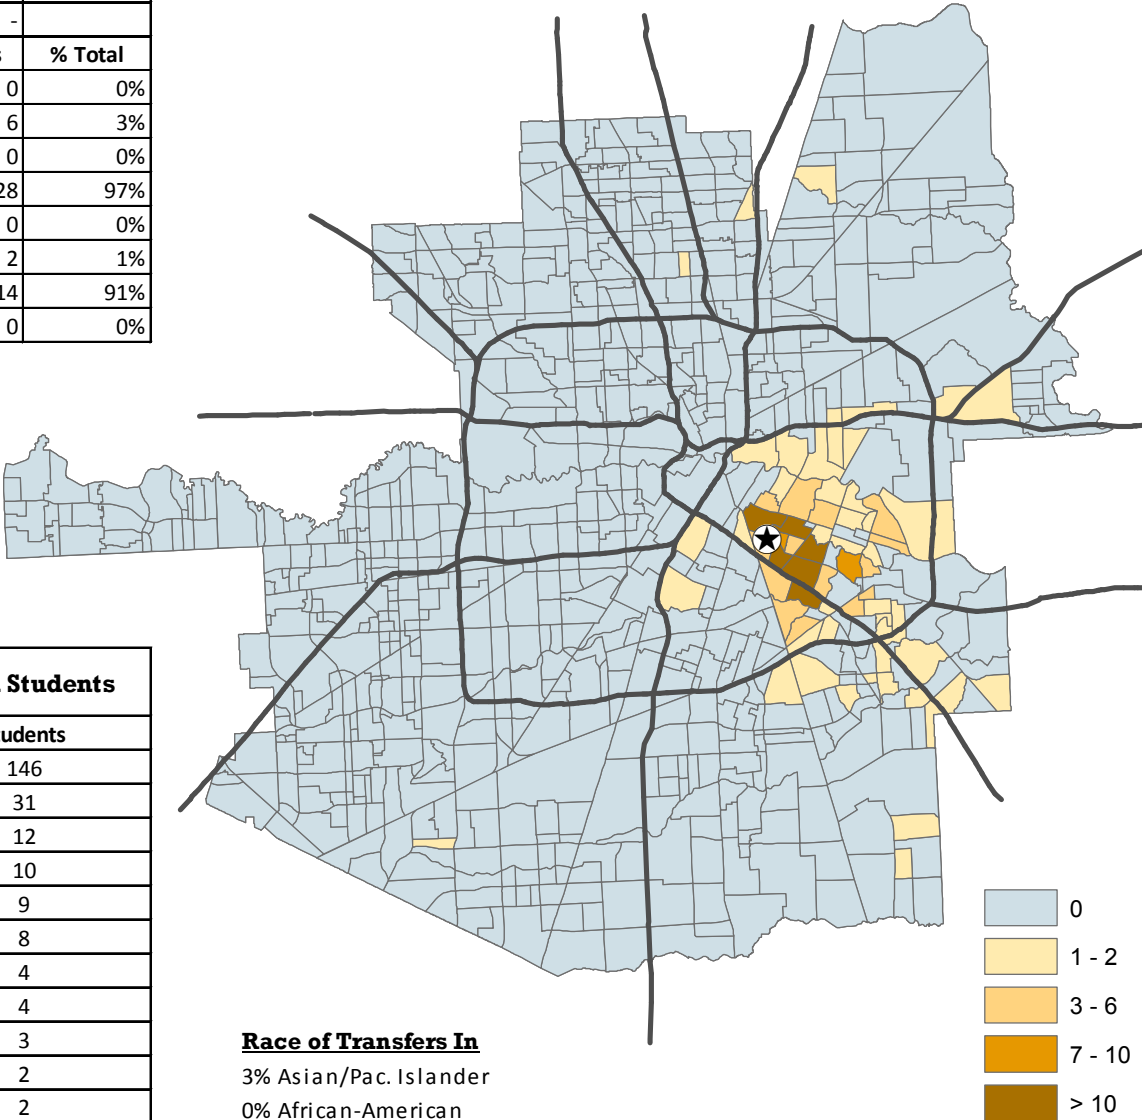 -
s % Total
0 0%
6 3%
0 0%
28 97%
0 0%
2 1%
14 91%
0 0%
Students
udents
146
31
12
10
9
8
4
4
3
2
2
Race of Transfers In
3% Asian/Pac. Islander
0% African-American
0
1 - 2
3 - 6
7 - 10
> 10